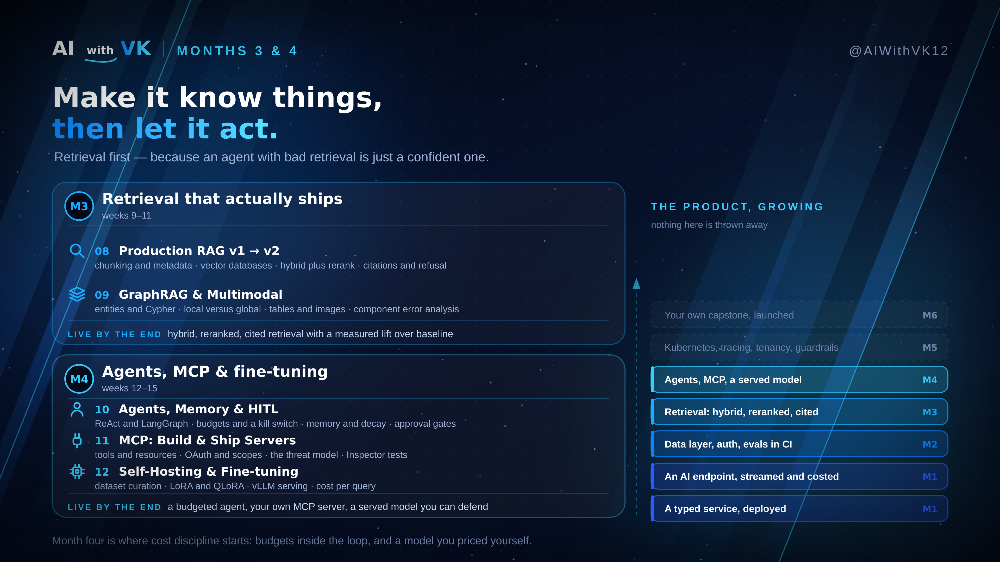 AI with VK | MONTHS 3 & 4
@AIWithVK12
Make it know things,
then let it act.
Retrieval first — because an agent with bad retrieval is just a confident one.
M3 Retrieval that actually ships
weeks 9–11
08 Production RAG v1 → v2
chunking and metadata · vector databases · hybrid plus rerank · citations and refusal
09 GraphRAG & Multimodal
entities and Cypher · local versus global · tables and images · component error analysis
LIVE BY THE END hybrid, reranked, cited retrieval with a measured lift over baseline
M4 Agents, MCP & fine-tuning
weeks 12–15
10 Agents, Memory & HITL
ReAct and LangGraph · budgets and a kill switch · memory and decay · approval gates
11 MCP: Build & Ship Servers
tools and resources · OAuth and scopes · the threat model · Inspector tests
12 Self-Hosting & Fine-tuning
dataset curation · LoRA and QLoRA · vLLM serving · cost per query
LIVE BY THE END a budgeted agent, your own MCP server, a served model you can defend
THE PRODUCT, GROWING
nothing here is thrown away
Your own capstone, launched M6
Kubernetes, tracing, tenancy, guardrails M5
Agents, MCP, a served model M4
Retrieval: hybrid, reranked, cited M3
Data layer, auth, evals in CI M2
An AI endpoint, streamed and costed M1
A typed service, deployed M1
Month four is where cost discipline starts: budgets inside the loop, and a model you priced yourself.